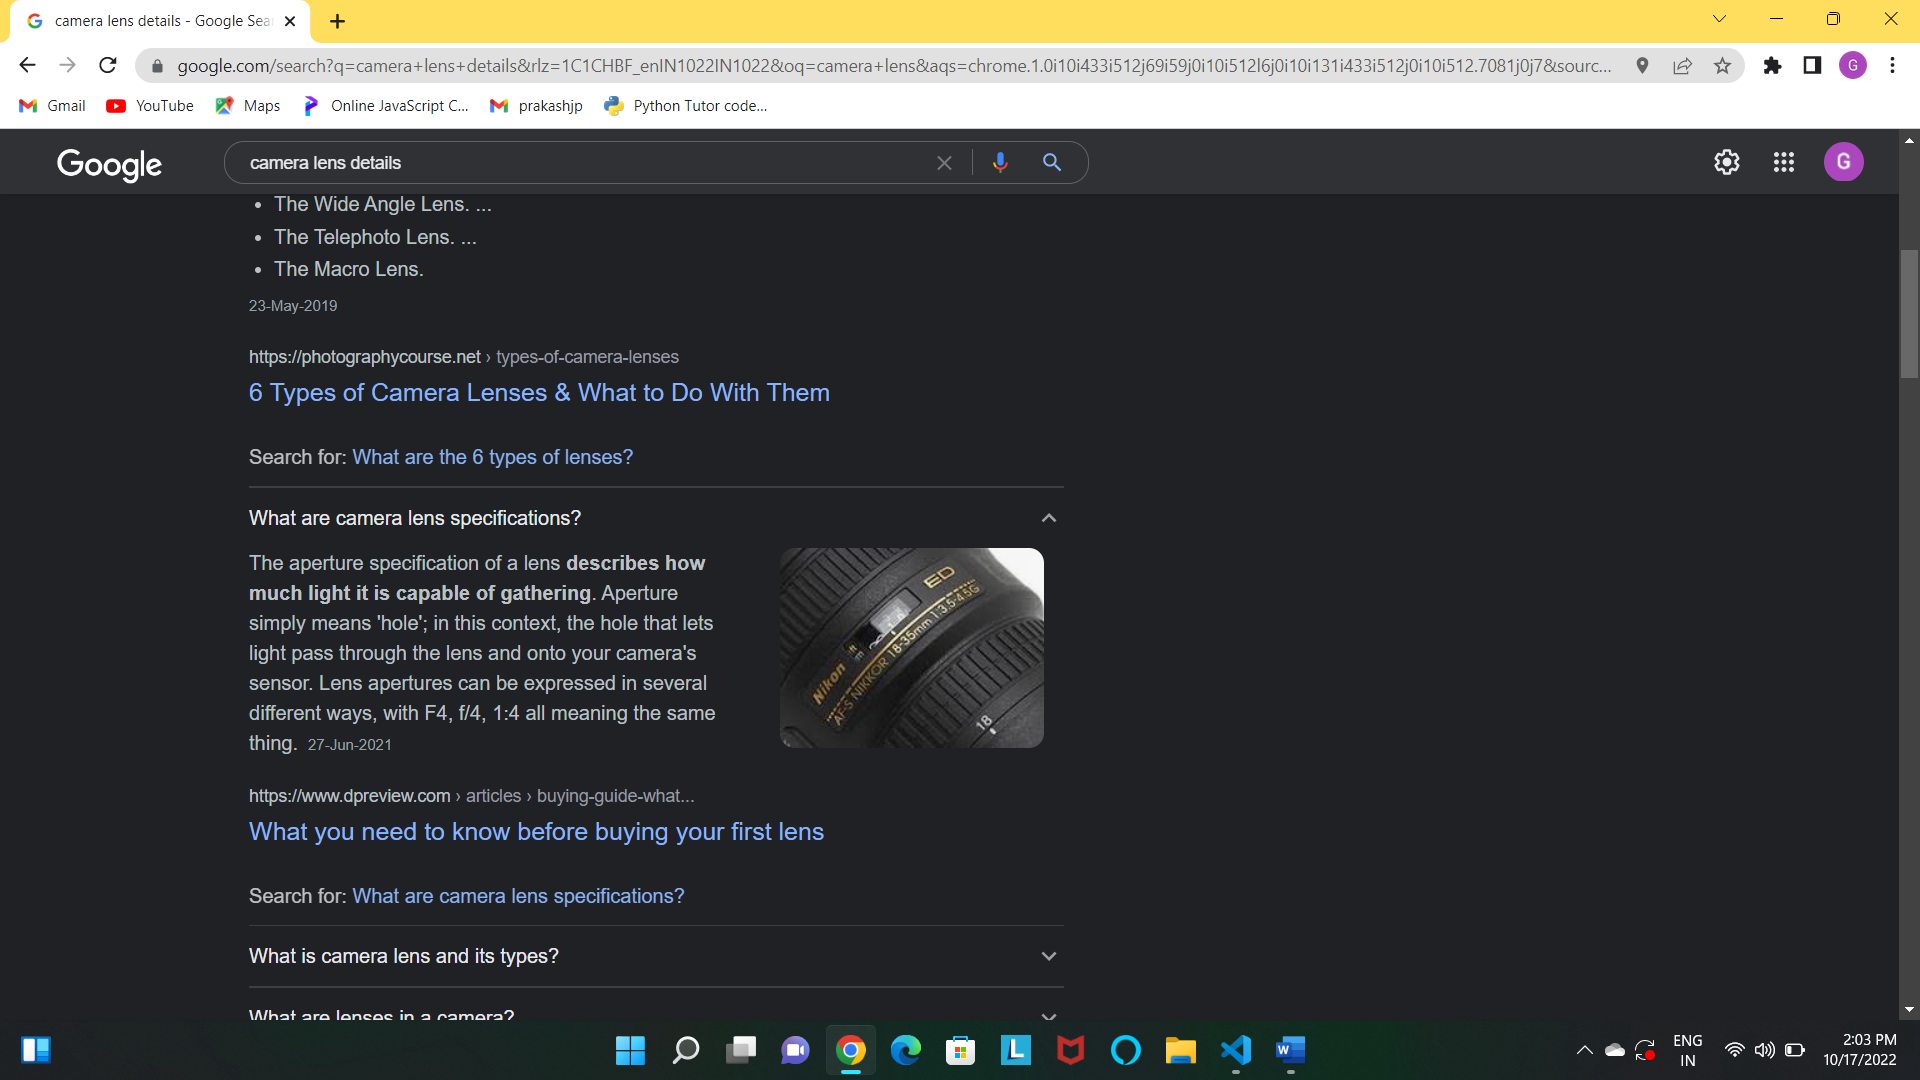 camera lens details - Google Sea
google.com/search?q=camera+lens+details&rlz=1C1CHBF_enIN1022IN1022&oq=camera+lens&aqs=chrome.1.0i10i433i512j69i59j0i10i512l6j0i10i131i433i512j0i10i512.7081j0j7&sourc...
G
Gmail YouTube Maps Online JavaScript C... prakashjp Python Tutor code...
Google camera lens details G
The Wide Angle Lens. ...
The Telephoto Lens. ...
The Macro Lens.
23-May-2019
https://photographycourse.net › types-of-camera-lenses
6 Types of Camera Lenses & What to Do With Them
Search for: What are the 6 types of lenses?
What are camera lens specifications?
The aperture specification of a lens describes how
much light it is capable of gathering. Aperture
simply means 'hole'; in this context, the hole that lets
light pass through the lens and onto your camera's
sensor. Lens apertures can be expressed in several
different ways, with F4, f/4, 1:4 all meaning the same
thing. 27-Jun-2021
ED
Nikon
AF-S NIKKOR 18-35mm 1:3.5-4.5G
18
https://www.dpreview.com › articles › buying-guide-what...
What you need to know before buying your first lens
Search for: What are camera lens specifications?
What is camera lens and its types?
What are lenses in a camera?
ENG
IN
2:03 PM
10/17/2022